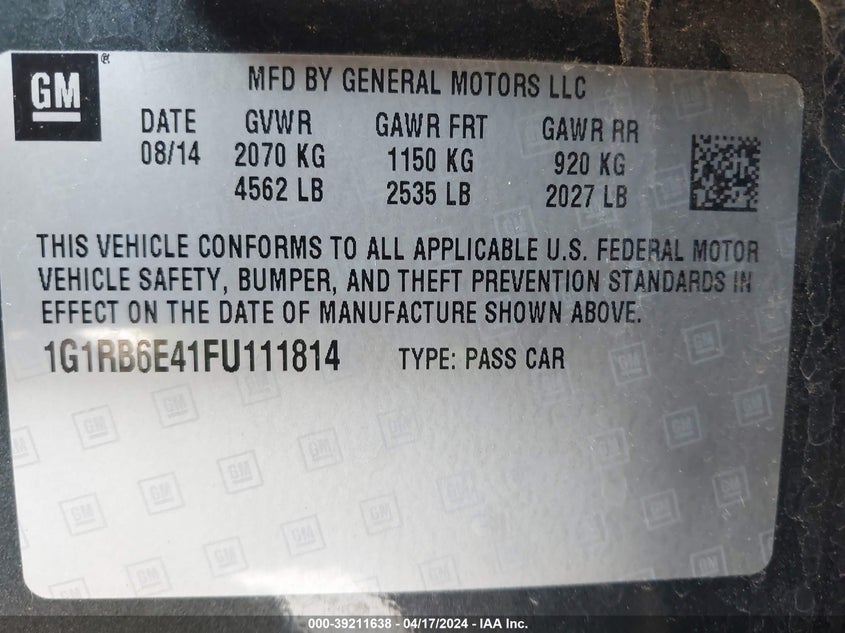 GM®
MFD BY GENERAL MOTORS LLC
DATE GVWR GAWR FRT GAWR RR
08/14 2070 KG 1150 KG 920 KG
4562 LB 2535 LB 2027 LB
THIS VEHICLE CONFORMS TO ALL APPLICABLE U.S. FEDERAL MOTOR
VEHICLE SAFETY, BUMPER, AND THEFT PREVENTION STANDARDS IN
EFFECT ON THE DATE OF MANUFACTURE SHOWN ABOVE.
1G1RB6E41FU111814 TYPE: PASS CAR
000-39211638 - 04/17/2024 - IAA Inc.